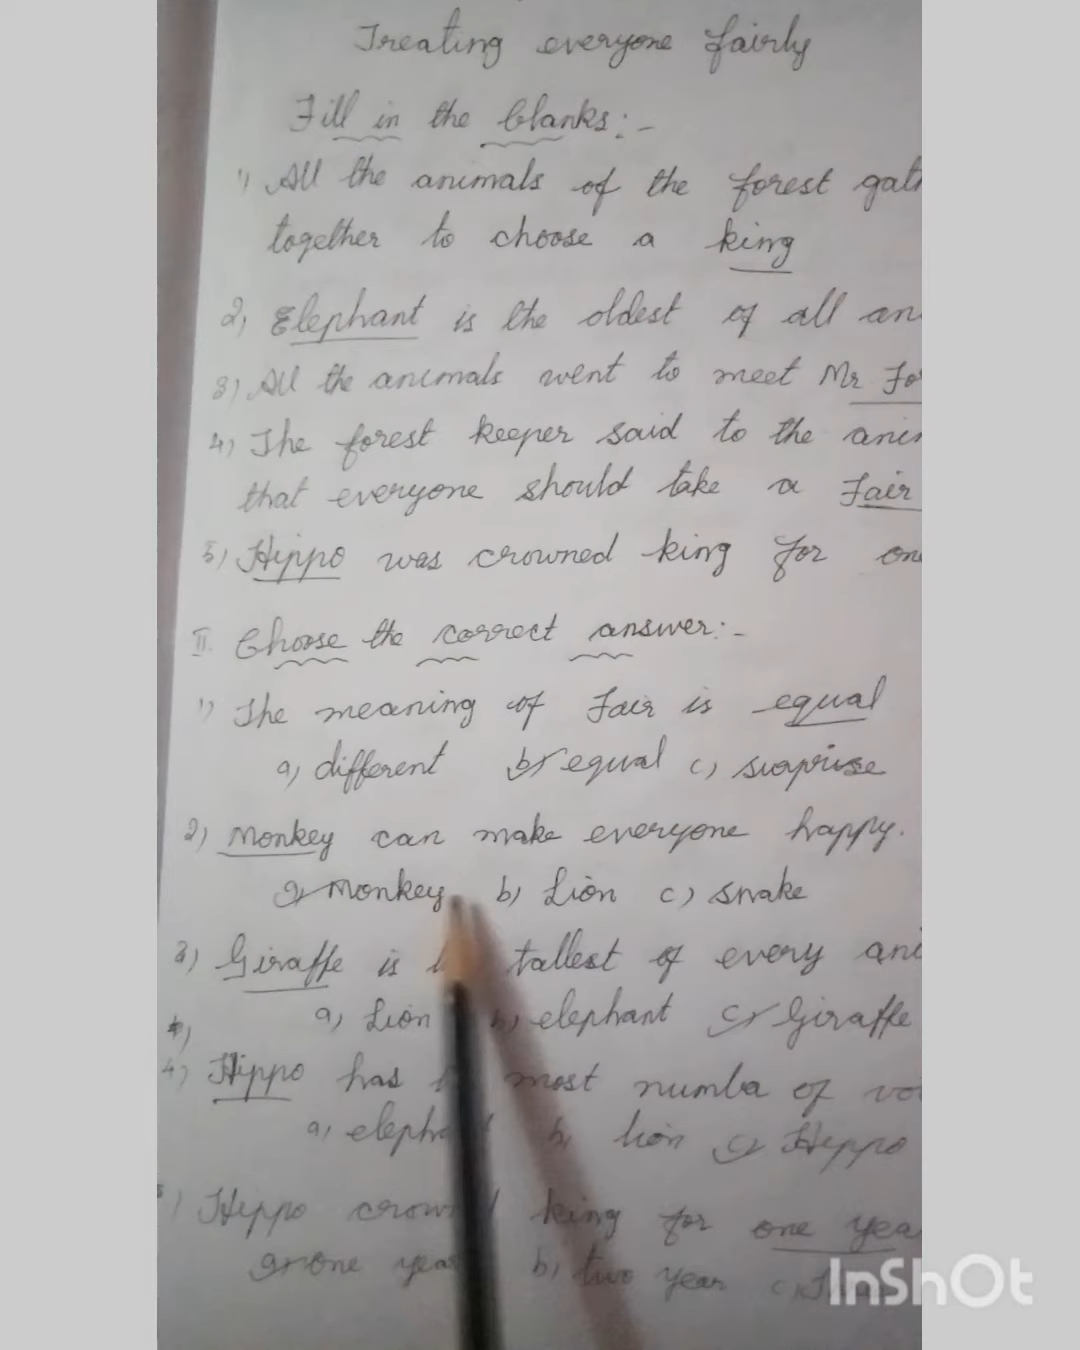 Treating everyone fairly
Fill in the blanks:-
1) All the animals of the forest
together to choose a king
2) Elephant is the oldest of all
3) All the animals went to meet Mr
4) The forest keeper said to the
that everyone should take a Fair
5) Hippo was crowned king for
II. Choose the correct answer:-
1) The meaning of Fair is equal
a) different b) equal c) surprise
2) Monkey can make everyone happy.
a) Monkey b) Lion c) snake
3) Giraffe is tallest of every
a) Lion b) elephant c) Giraffe
4)
4) Hippo has most numba of
a) b) lion c) Hippo
5) Hippo king for one
a) one b) two year c)
InShOt